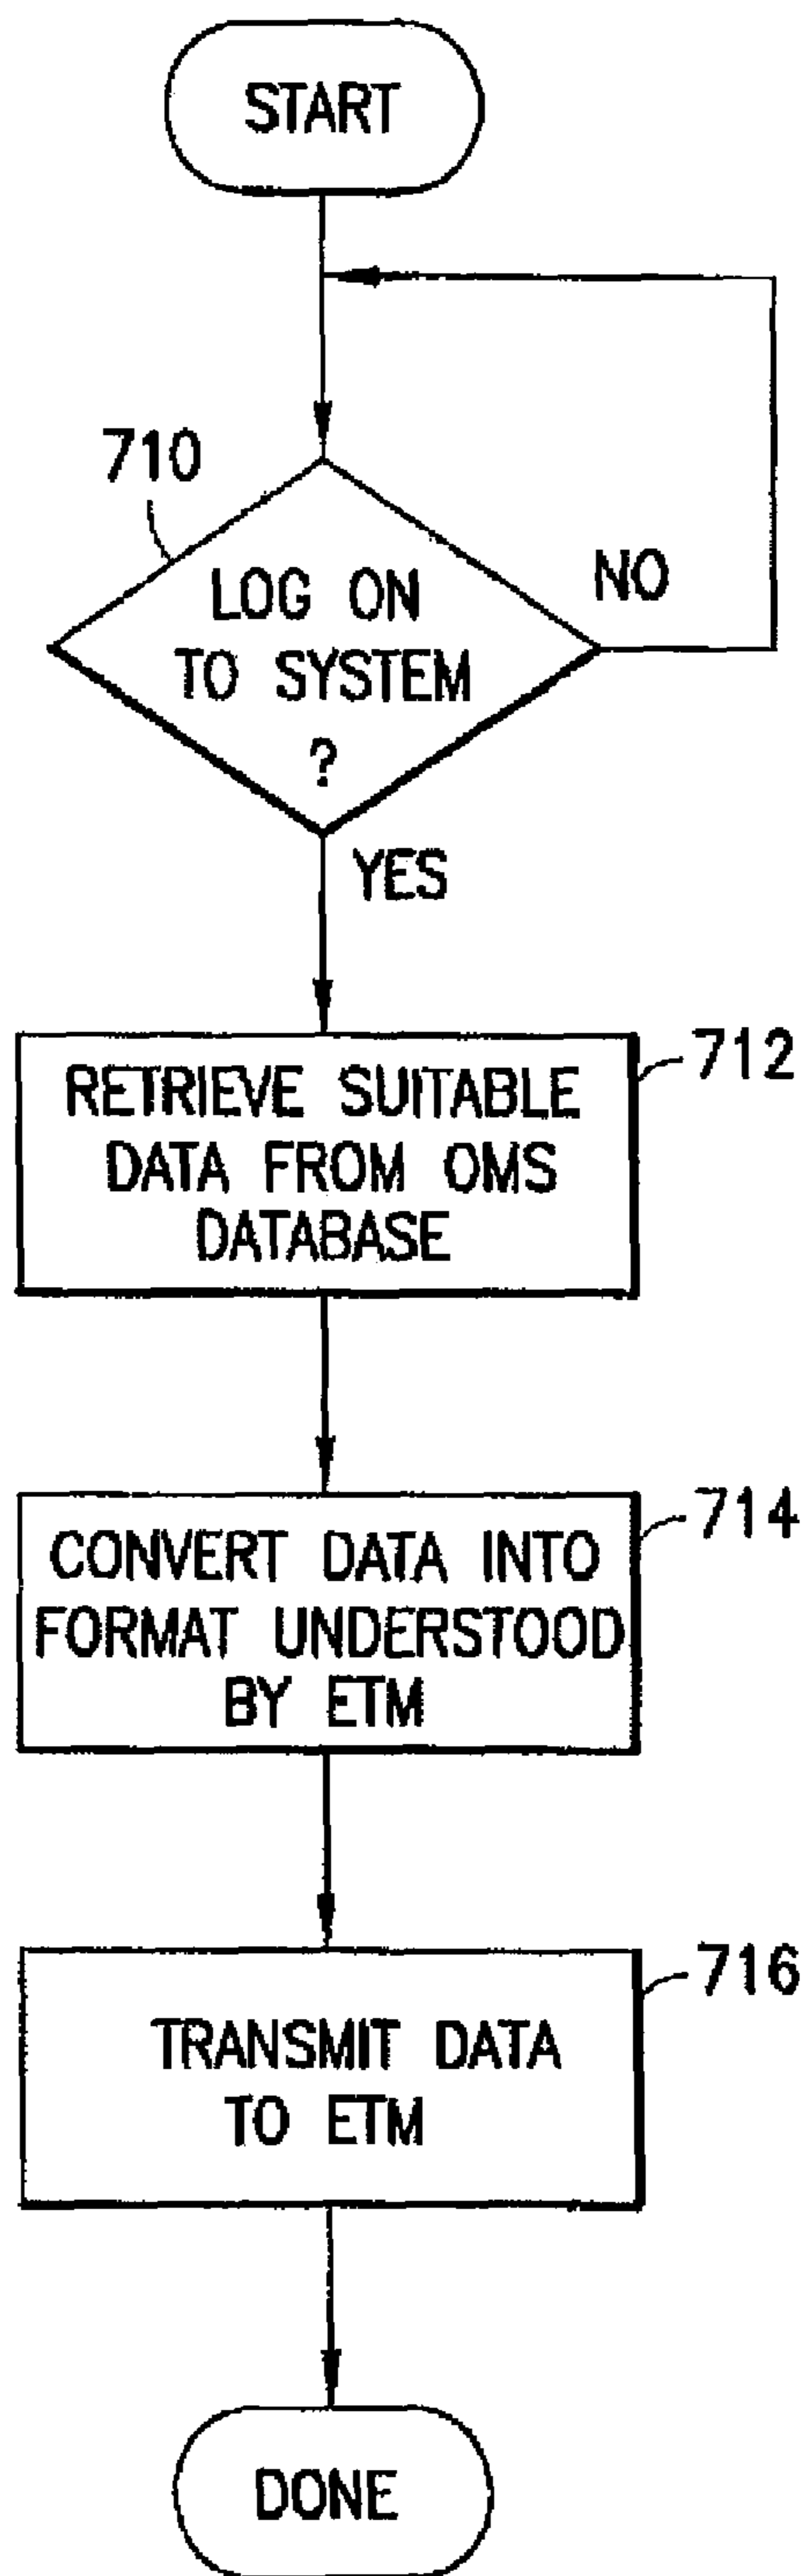 START
710
LOG ON
TO SYSTEM
?
NO
YES
712
RETRIEVE SUITABLE
DATA FROM OMS
DATABASE
714
CONVERT DATA INTO
FORMAT UNDERSTOOD
BY ETM
716
TRANSMIT DATA
TO ETM
DONE